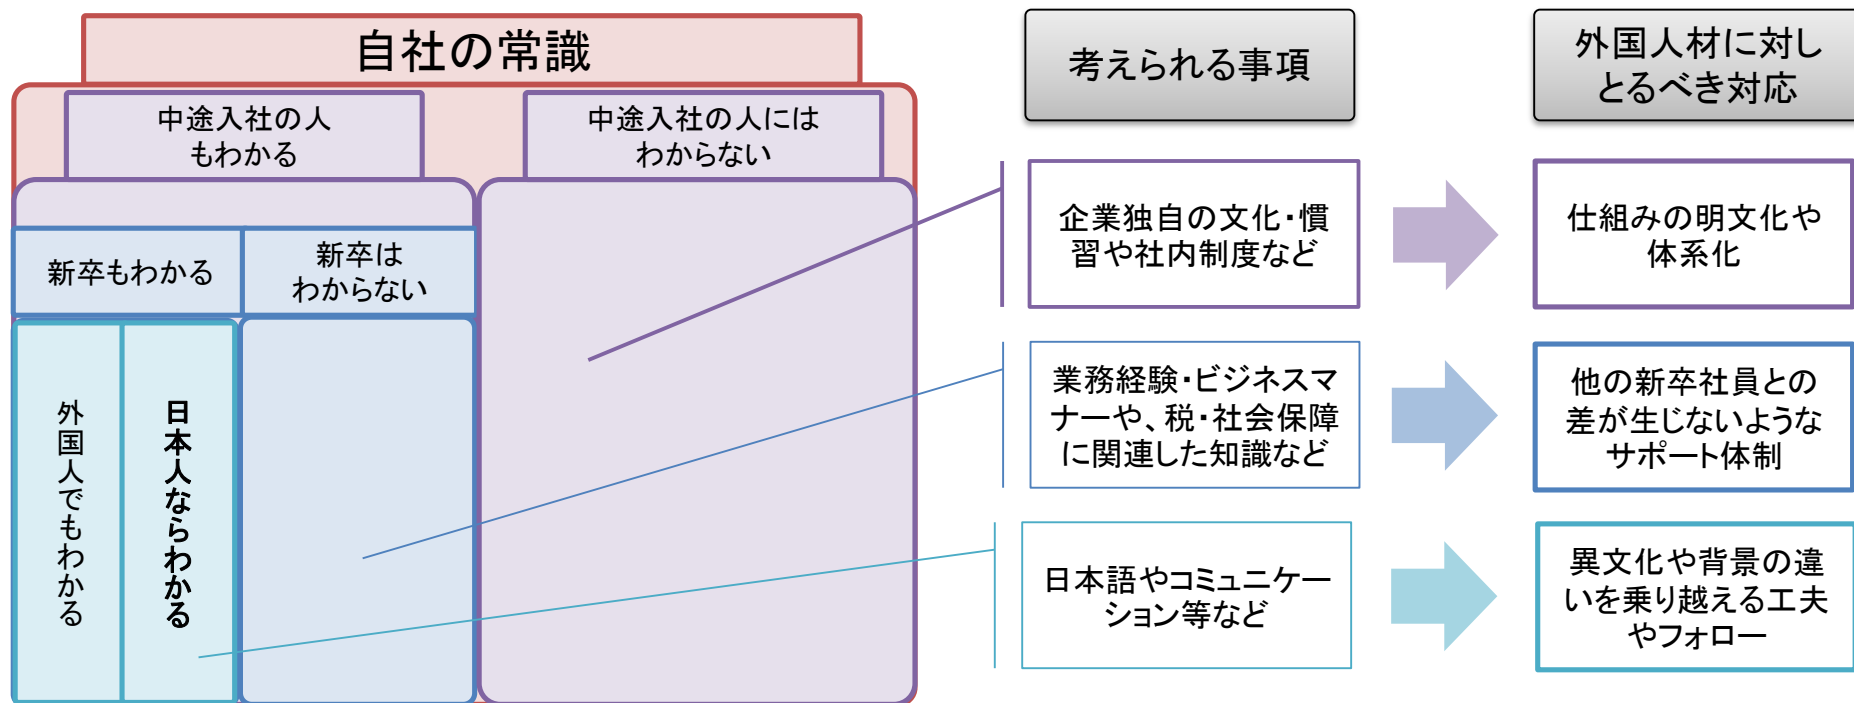 自社の常識
中途入社の人
もわかる
中途入社の人には
わからない
新卒もわかる
新卒は
わからない
外国人でもわかる
日本人ならわかる
考えられる事項
外国人材に対し
とるべき対応
企業独自の文化・慣
習や社内制度など
仕組みの明文化や
体系化
業務経験・ビジネスマ
ナーや、税・社会保障
に関連した知識など
他の新卒社員との
差が生じないような
サポート体制
日本語やコミュニケー
ション等など
異文化や背景の違
いを乗り越える工夫
やフォロー